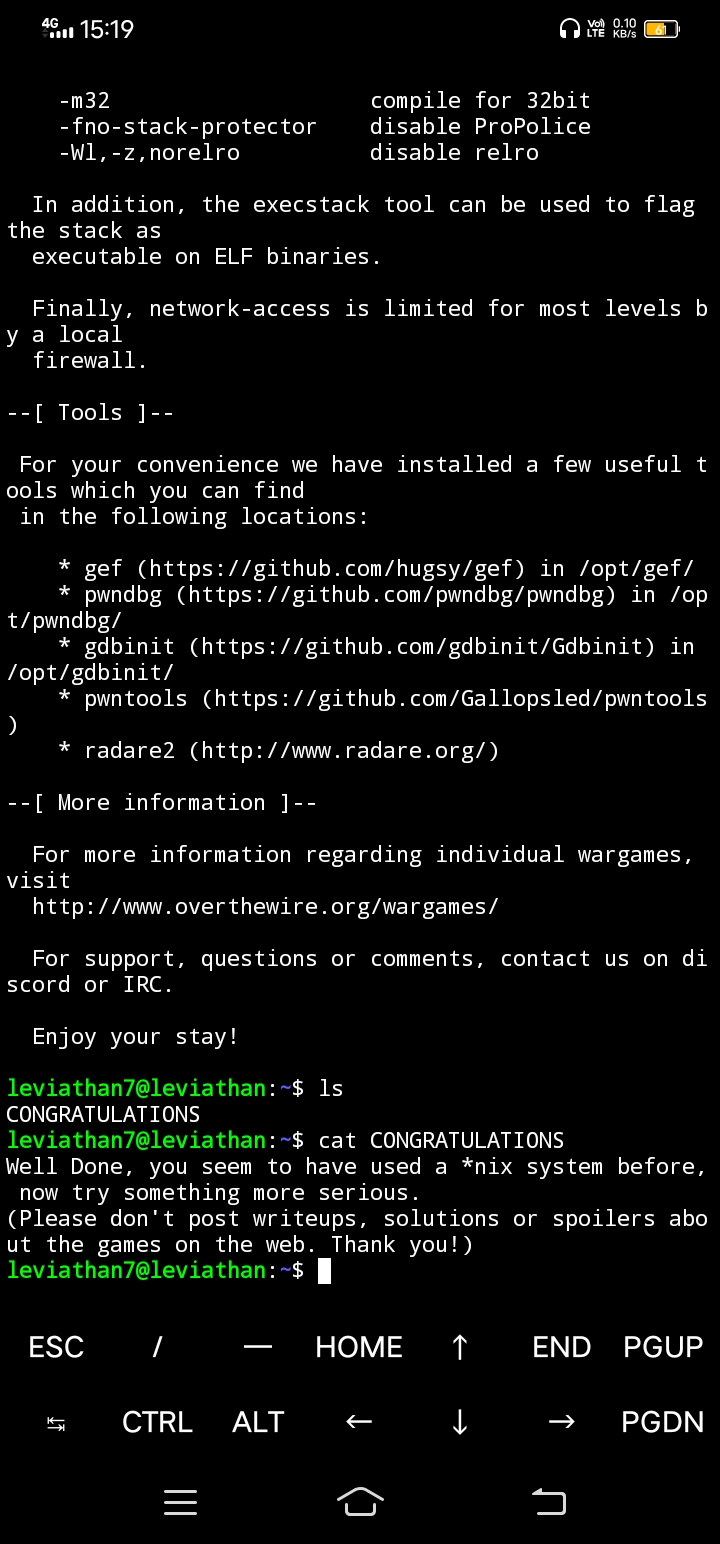 4G 15:19 Vo) LTE 0.10 KB/s 61
-m32 compile for 32bit
-fno-stack-protector disable ProPolice
-Wl,-z,norelro disable relro
In addition, the execstack tool can be used to flag
the stack as
executable on ELF binaries.
Finally, network-access is limited for most levels b
y a local
firewall.
--[ Tools ]--
For your convenience we have installed a few useful t
ools which you can find
in the following locations:
* gef (https://github.com/hugsy/gef) in /opt/gef/
* pwndbg (https://github.com/pwndbg/pwndbg) in /op
t/pwndbg/
* gdbinit (https://github.com/gdbinit/Gdbinit) in
/opt/gdbinit/
* pwntools (https://github.com/Gallopsled/pwntools
)
* radare2 (http://www.radare.org/)
--[ More information ]--
For more information regarding individual wargames,
visit
http://www.overthewire.org/wargames/
For support, questions or comments, contact us on di
scord or IRC.
Enjoy your stay!
leviathan7@leviathan:~$ ls
CONGRATULATIONS
leviathan7@leviathan:~$ cat CONGRATULATIONS
Well Done, you seem to have used a *nix system before,
now try something more serious.
(Please don't post writeups, solutions or spoilers abo
ut the games on the web. Thank you!)
leviathan7@leviathan:~$
ESC / — HOME ↑ END PGUP
↹ CTRL ALT ← ↓ → PGDN